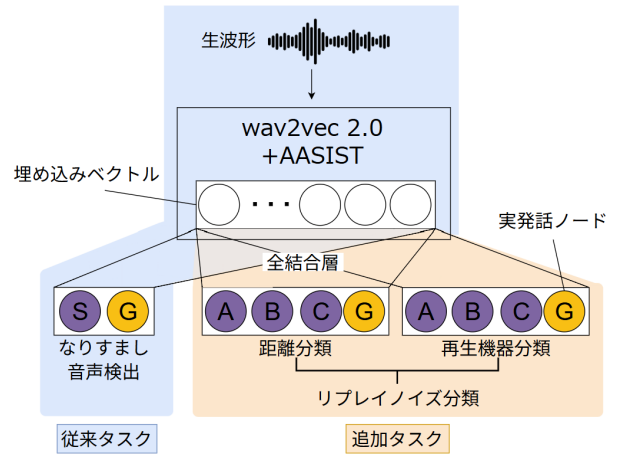 生波形
wav2vec 2.0
+AASIST
埋め込みベクトル
・・・
実発話ノード
全結合層
S G
A B C G
A B C G
なりすまし
音声検出
距離分類
再生機器分類
リプレイノイズ分類
従来タスク
追加タスク